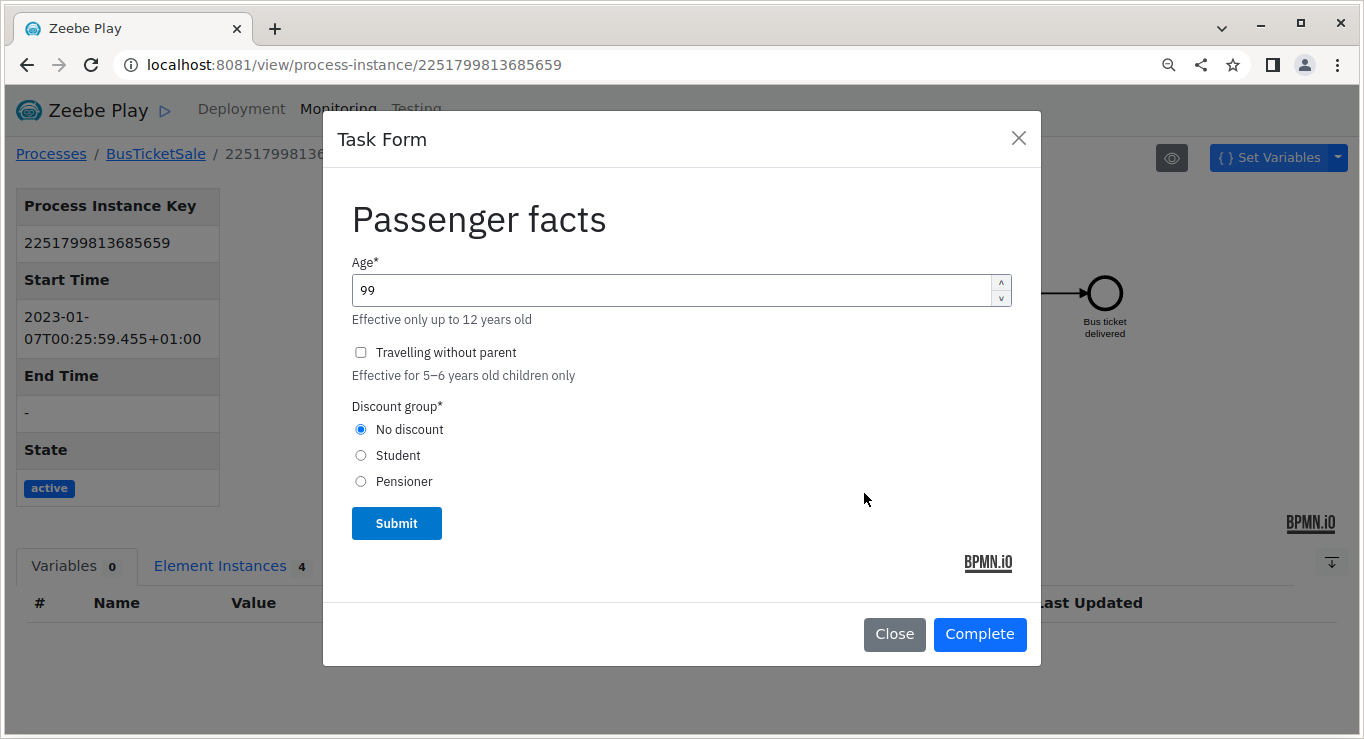 Zeebe Play
localhost:8081/view/process-instance/2251799813685659
Zeebe Play Deployment Monitoring Testing
Processes / BusTicketSale / 22517998136
{ } Set Variables
Process Instance Key
2251799813685659
Start Time
2023-01-
07T00:25:59.455+01:00
End Time
-
State
active
Task Form
Passenger facts
Age*
99
Effective only up to 12 years old
Travelling without parent
Effective for 5–6 years old children only
Discount group*
No discount
Student
Pensioner
Submit
BPMN.iO
Close Complete
Bus ticket
delivered
BPMN.iO
Variables 0 Element Instances 4
# Name Value Last Updated